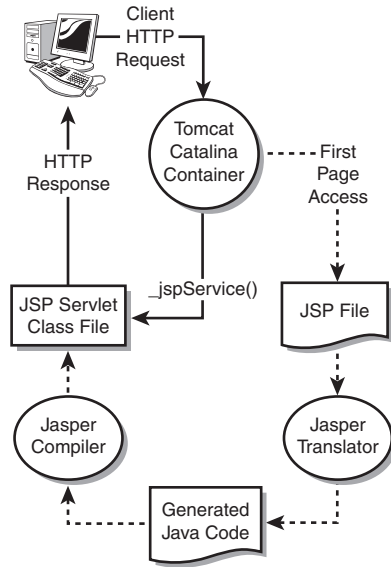 Client
HTTP
Request
Tomcat
Catalina
Container
First
Page
Access
HTTP
Response
_jspService()
JSP Servlet
Class File
JSP File
Jasper
Compiler
Jasper
Translator
Generated
Java Code